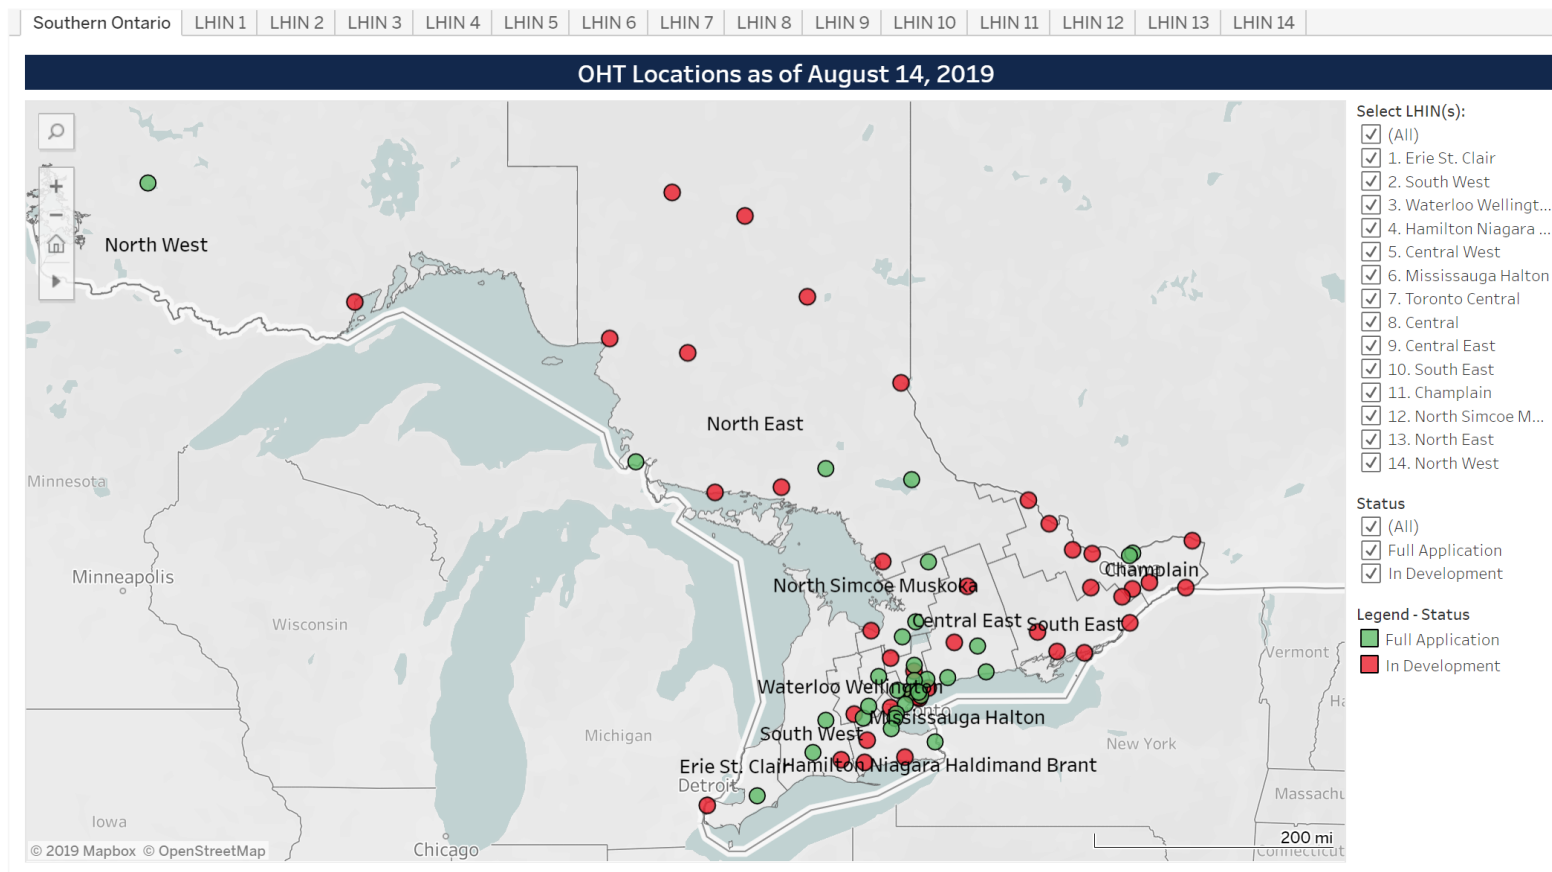 Southern Ontario LHIN 1 LHIN 2 LHIN 3 LHIN 4 LHIN 5 LHIN 6 LHIN 7 LHIN 8 LHIN 9 LHIN 10 LHIN 11 LHIN 12 LHIN 13 LHIN 14
OHT Locations as of August 14, 2019
North West
North East
Minnesota
Minneapolis
Wisconsin
North Simcoe Muskoka
Champlain
Central East
South East
Waterloo Wellington
Mississauga Halton
South West
Michigan
Erie St. Clair
Hamilton Niagara Haldimand Brant
Detroit
Vermont
New York
Massachu
Iowa
Chicago
200 mi
Connecticut
© 2019 Mapbox © OpenStreetMap
Select LHIN(s):
(All)
1. Erie St. Clair
2. South West
3. Waterloo Wellingt...
4. Hamilton Niagara ...
5. Central West
6. Mississauga Halton
7. Toronto Central
8. Central
9. Central East
10. South East
11. Champlain
12. North Simcoe M...
13. North East
14. North West
Status
(All)
Full Application
In Development
Legend - Status
Full Application
In Development